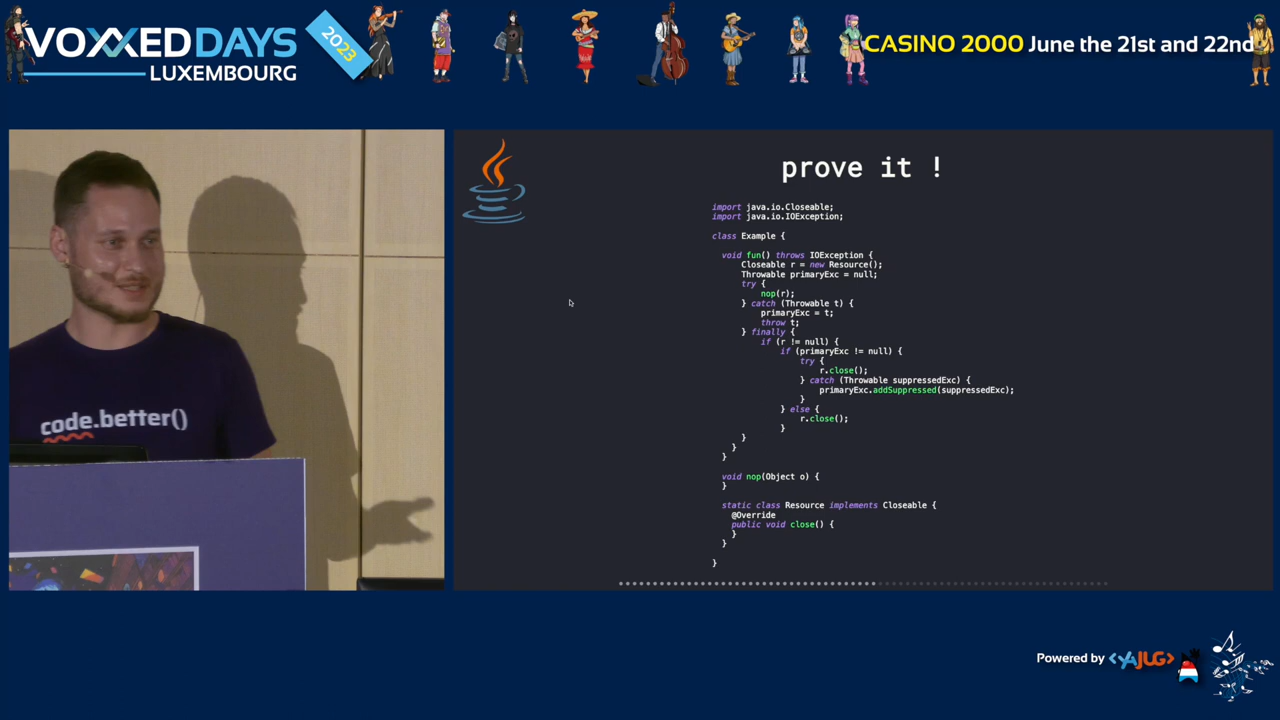 VOXXED DAYS
LUXEMBOURG
2023
CASINO 2000 June the 21st and 22nd
code.better()
prove it !
import java.io.Closeable;
import java.io.IOException;
class Example {
void fun() throws IOException {
Closeable r = new Resource();
Throwable primaryExc = null;
try {
nop(r);
} catch (Throwable t) {
primaryExc = t;
throw t;
} finally {
if (r != null) {
if (primaryExc != null) {
try {
r.close();
} catch (Throwable suppressedExc) {
primaryExc.addSuppressed(suppressedExc);
}
} else {
r.close();
}
}
}
}
void nop(Object o) {
}
static class Resource implements Closeable {
@Override
public void close() {
}
}
}
Powered by <YAJUG>